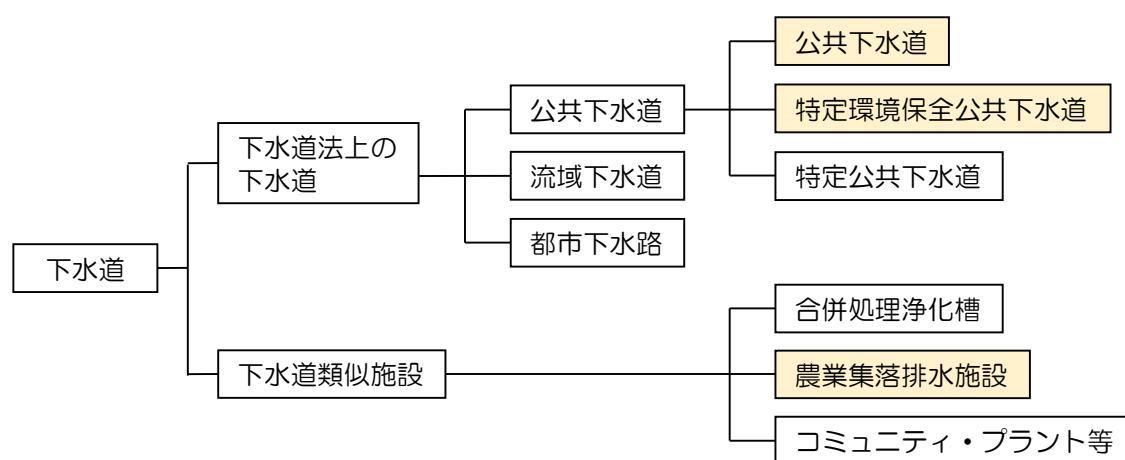 下水道
下水道法上の
下水道
公共下水道
公共下水道
特定環境保全公共下水道
特定公共下水道
流域下水道
都市下水路
下水道類似施設
合併処理浄化槽
農業集落排水施設
コミュニティ・プラント等